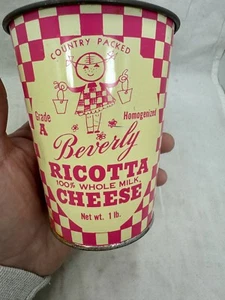 COUNTRY PACKED
Grade A
Homogenized
Beverly
RICOTTA
100% WHOLE MILK
CHEESE
Net wt. 1 lb.